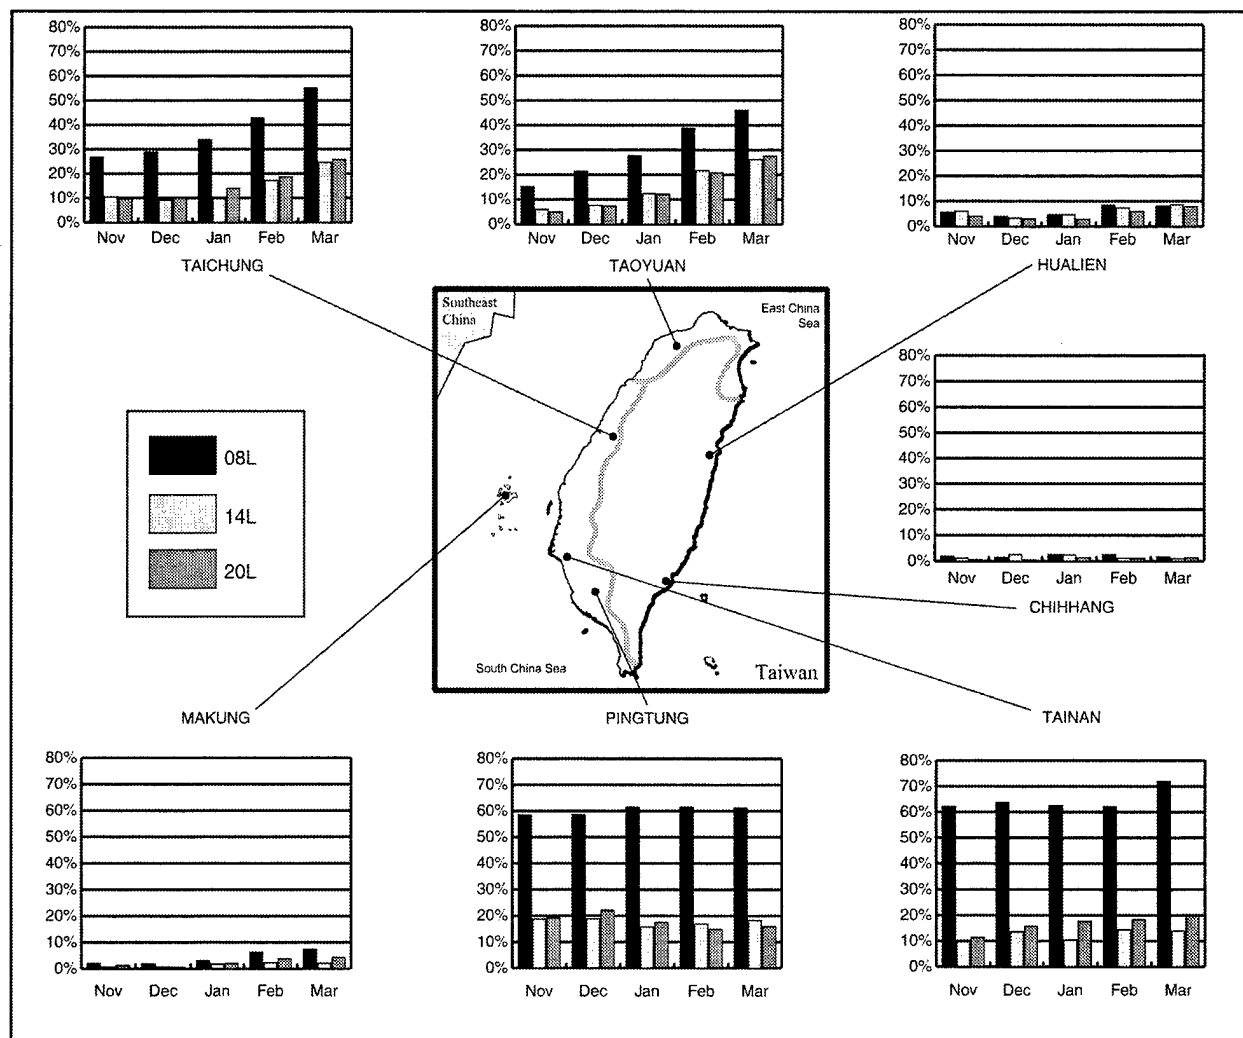 80%
70%
60%
50%
40%
30%
20%
10%
0%
Nov Dec Jan Feb Mar
TAICHUNG
80%
70%
60%
50%
40%
30%
20%
10%
0%
Nov Dec Jan Feb Mar
TAOYUAN
80%
70%
60%
50%
40%
30%
20%
10%
0%
Nov Dec Jan Feb Mar
HUALIEN
Southeast
China
East China
Sea
South China Sea
Taiwan
08L
14L
20L
80%
70%
60%
50%
40%
30%
20%
10%
0%
Nov Dec Jan Feb Mar
CHIHHANG
MAKUNG
80%
70%
60%
50%
40%
30%
20%
10%
0%
Nov Dec Jan Feb Mar
PINGTUNG
80%
70%
60%
50%
40%
30%
20%
10%
0%
Nov Dec Jan Feb Mar
TAINAN
80%
70%
60%
50%
40%
30%
20%
10%
0%
Nov Dec Jan Feb Mar